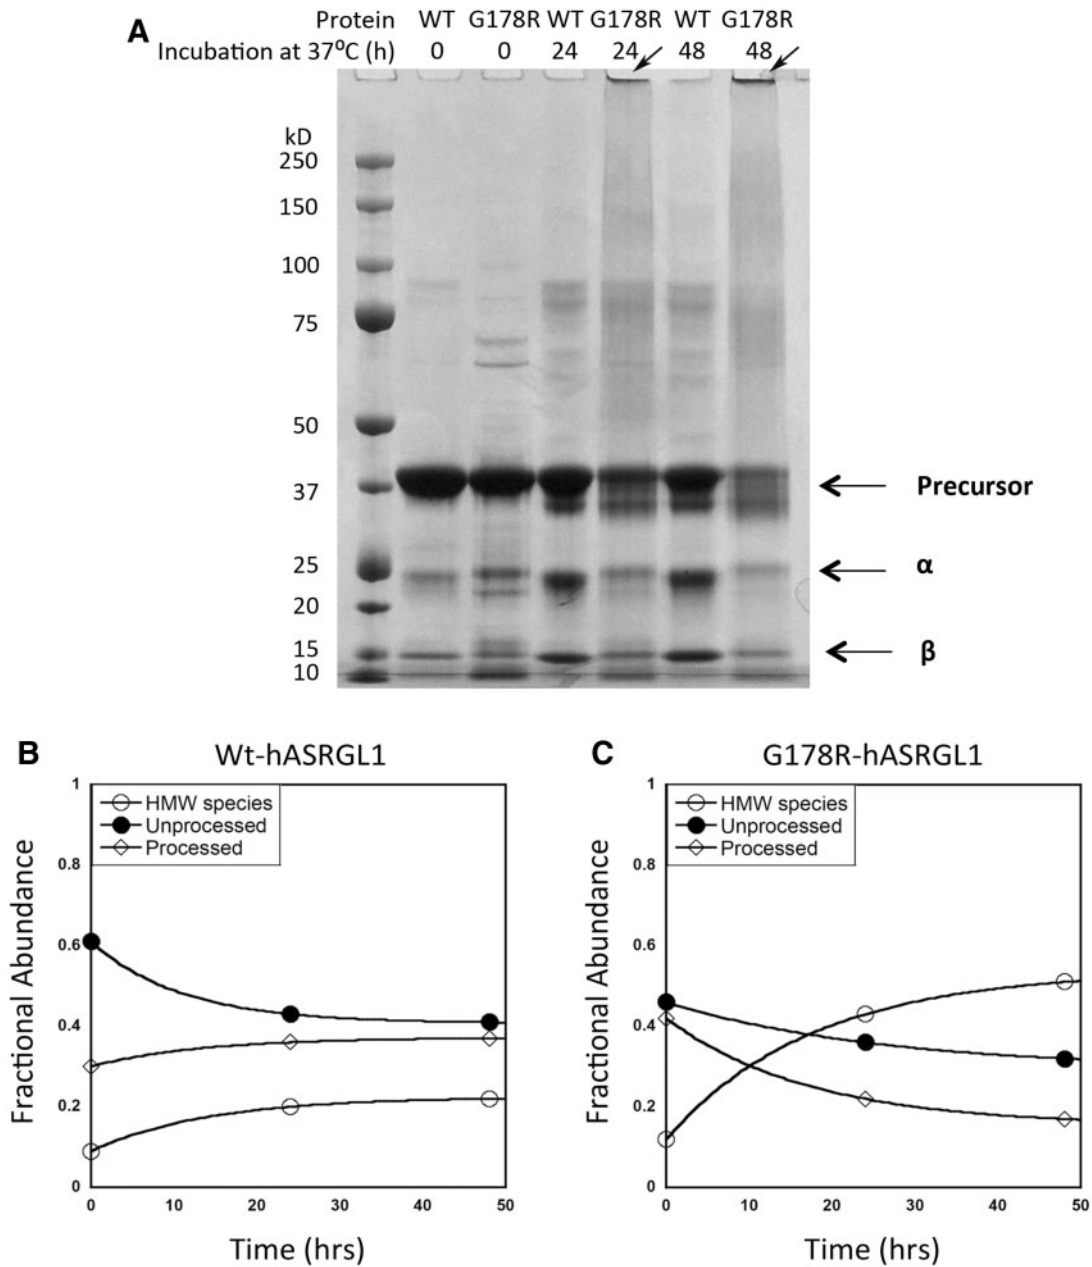 A
Protein WT G178R WT G178R WT G178R
Incubation at 37⁰C (h) 0 0 24 24 48 48
kD
250
150
100
75
50
37
25
20
15
10
Precursor
α
β
B
Wt-hASRGL1
HMW species
Unprocessed
Processed
Fractional Abundance
1
0.8
0.6
0.4
0.2
0
0 10 20 30 40 50
Time (hrs)
C
G178R-hASRGL1
HMW species
Unprocessed
Processed
Fractional Abundance
1
0.8
0.6
0.4
0.2
0
0 10 20 30 40 50
Time (hrs)